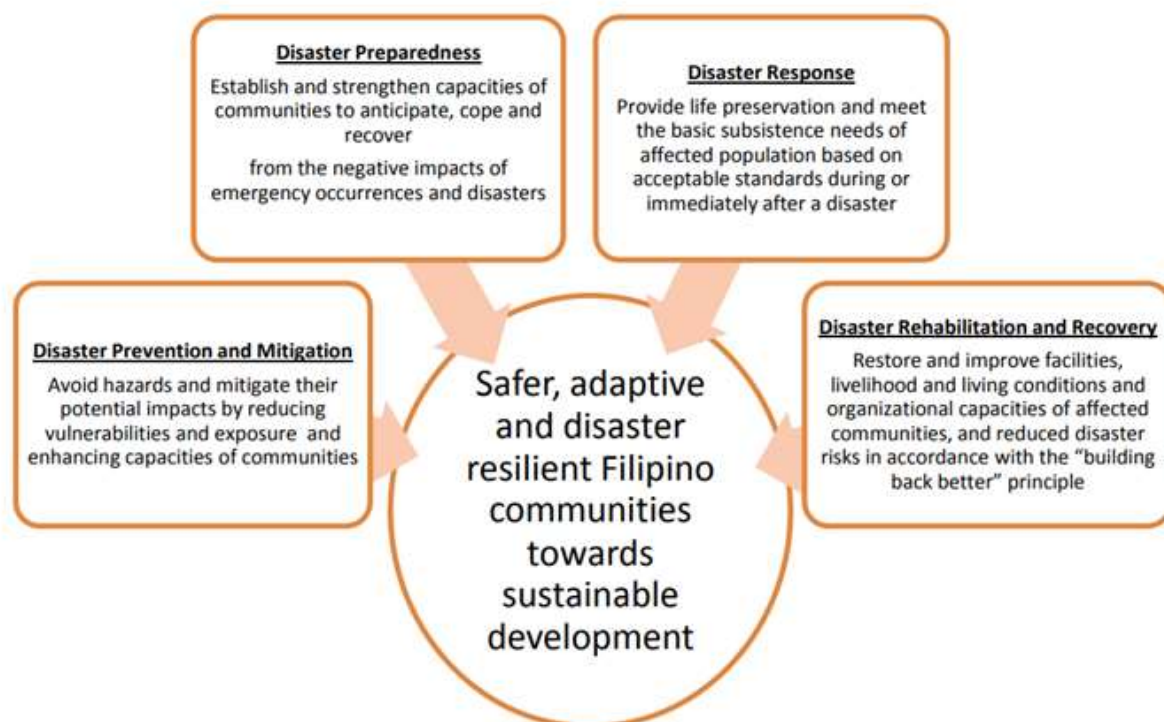 Disaster Preparedness
Establish and strengthen capacities of
communities to anticipate, cope and
recover
from the negative impacts of
emergency occurrences and disasters
Disaster Response
Provide life preservation and meet
the basic subsistence needs of
affected population based on
acceptable standards during or
immediately after a disaster
Disaster Prevention and Mitigation
Avoid hazards and mitigate their
potential impacts by reducing
vulnerabilities and exposure and
enhancing capacities of communities
Disaster Rehabilitation and Recovery
Restore and improve facilities,
livelihood and living conditions and
organizational capacities of affected
communities, and reduced disaster
risks in accordance with the “building
back better” principle
Safer, adaptive
and disaster
resilient Filipino
communities
towards
sustainable
development